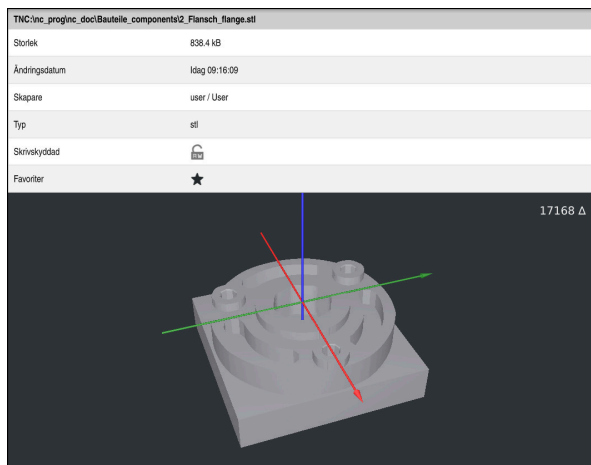 TNC:\nc_prog\nc_doc\Bauteile_components\2_Flansch_flange.stl
Storlek 838.4 kB
Ändringsdatum Idag 09:16:09
Skapare user / User
Typ stl
Skrivskyddad
Favoriter
17168 Δ